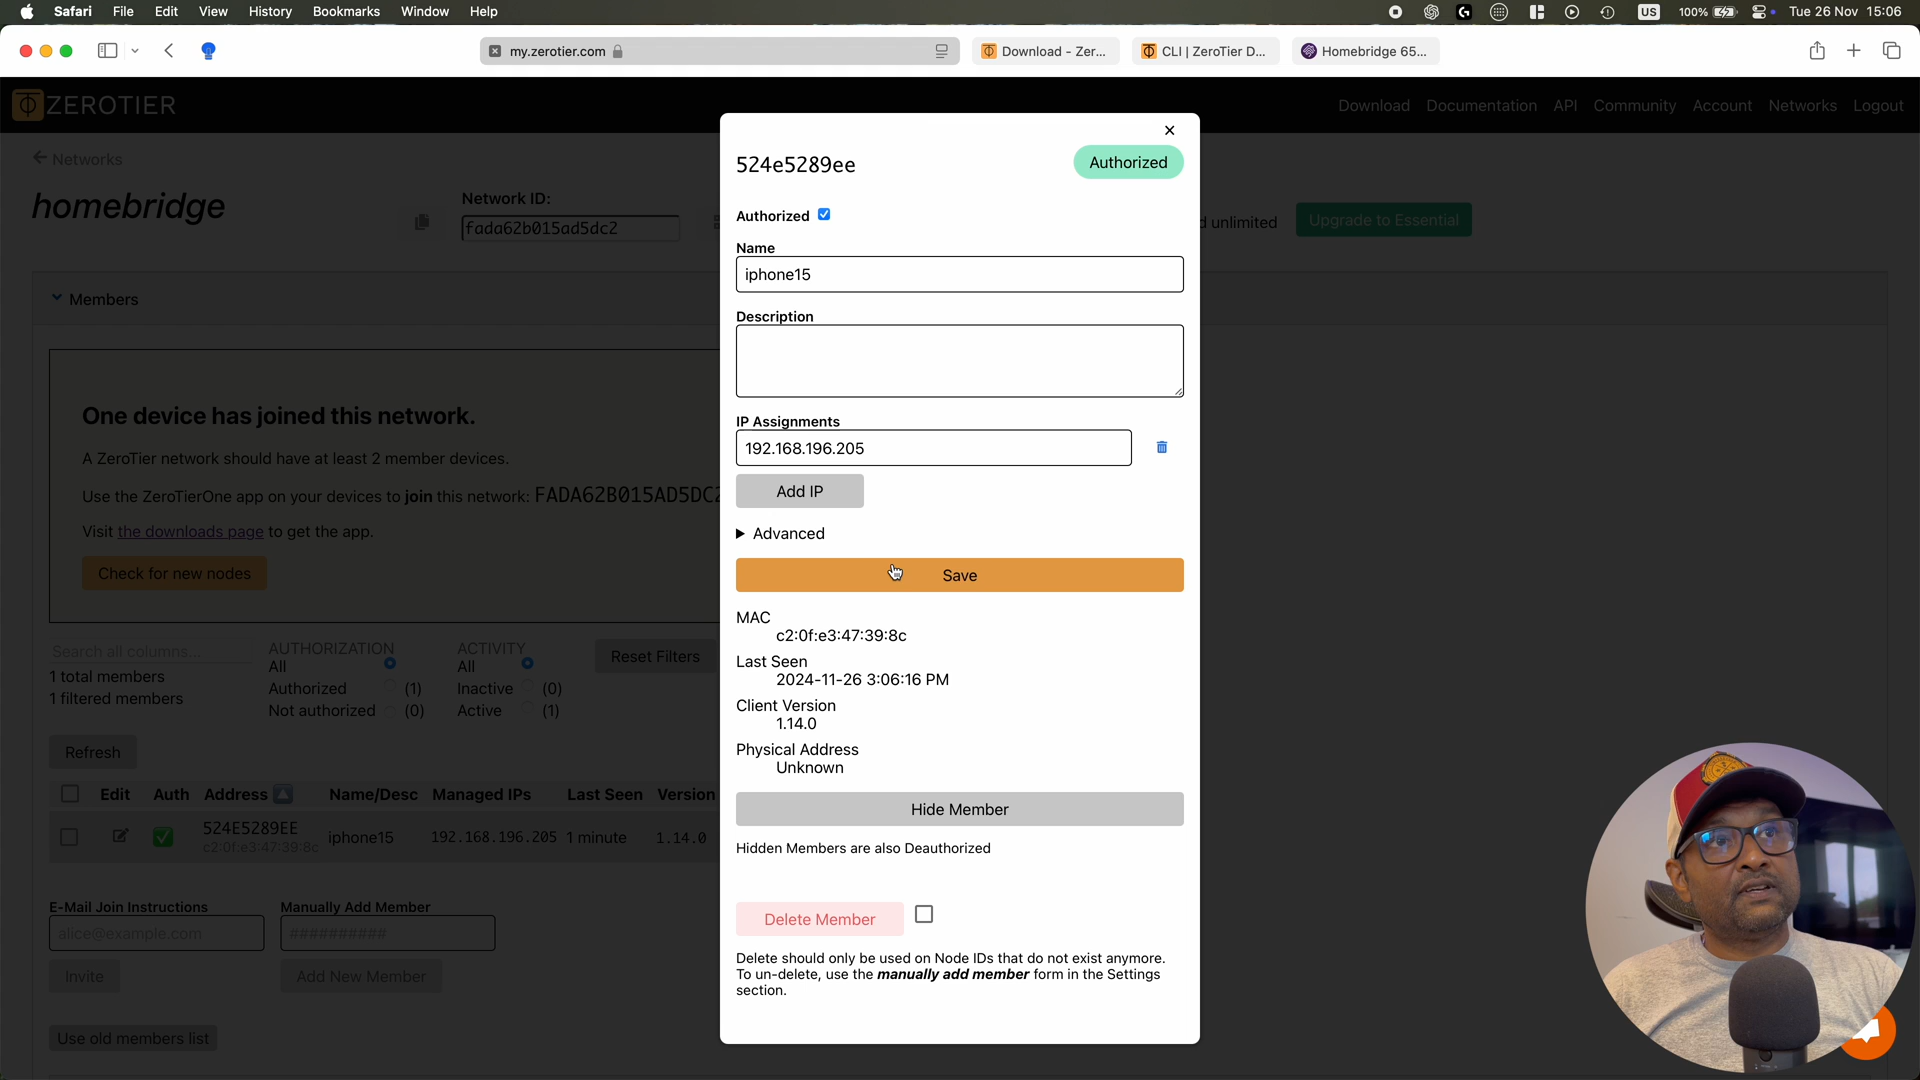 Safari File Edit View History Bookmarks Window Help
US 100% Tue 26 Nov 15:06
my.zerotier.com
Download - Zer...
CLI | ZeroTier D...
Homebridge 65...
ZEROTIER
Download Documentation API Community Account Networks Logout
Networks
homebridge
Network ID:
fada62b015ad5dc2
d unlimited
Upgrade to Essential
Members
One device has joined this network.
A ZeroTier network should have at least 2 member devices.
Use the ZeroTierOne app on your devices to join this network: FADA62B015AD5DC2
Visit the downloads page to get the app.
Check for new nodes
Search all columns...
1 total members
1 filtered members
AUTHORIZATION
All
Authorized (1)
Not authorized (0)
ACTIVITY
All
Inactive (0)
Active (1)
Reset Filters
Refresh
Edit Auth Address Name/Desc Managed IPs Last Seen Version
524E5289EE iphone15 192.168.196.205 1 minute 1.14.0
c2:0f:e3:47:39:8c
E-Mail Join Instructions
alice@example.com
Invite
Manually Add Member
##########
Add New Member
Use old members list
524e5289ee
Authorized
Authorized
Name
iphone15
Description
IP Assignments
192.168.196.205
Add IP
Advanced
Save
MAC
c2:0f:e3:47:39:8c
Last Seen
2024-11-26 3:06:16 PM
Client Version
1.14.0
Physical Address
Unknown
Hide Member
Hidden Members are also Deauthorized
Delete Member
Delete should only be used on Node IDs that do not exist anymore.
To un-delete, use the manually add member form in the Settings
section.